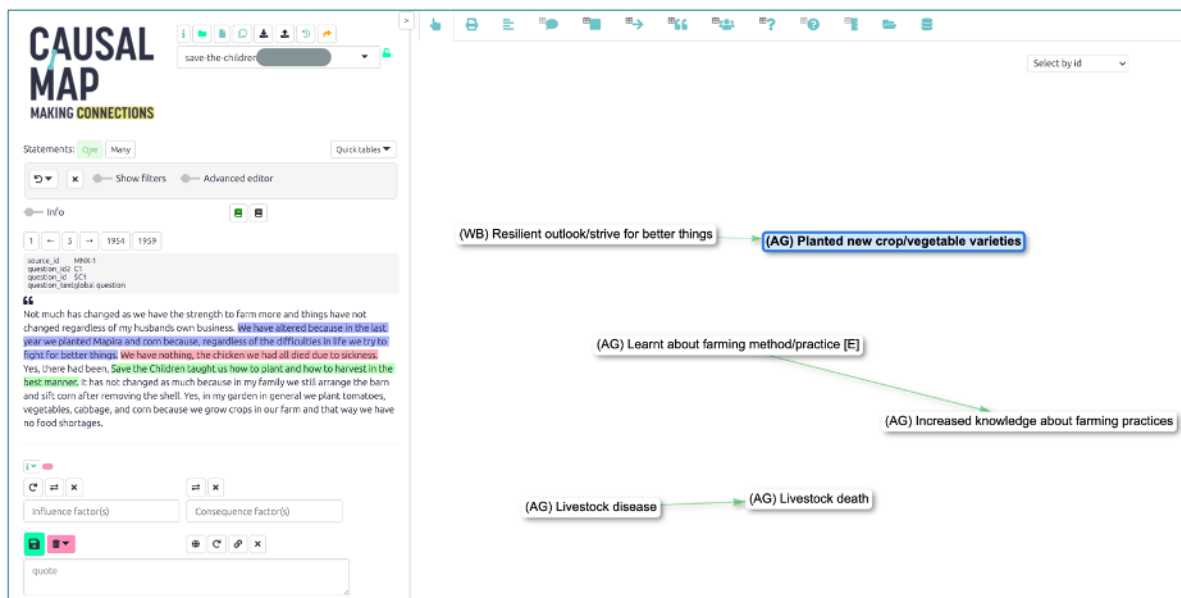 CAUSAL
MAP
MAKING CONNECTIONS
save-the-children
Select by id
Statements: One Many
Quick tables
Show filters
Advanced editor
Info
1 ← 5 → 1954 1959
source_id MNX-1
question_id2 C1
question_id $C1
question_textglobal question
Not much has changed as we have the strength to farm more and things have not
changed regardless of my husbands own business. We have altered because in the last
year we planted Mapira and corn because, regardless of the difficulties in life we try to
fight for better things. We have nothing, the chicken we had all died due to sickness.
Yes, there had been, Save the Children taught us how to plant and how to harvest in the
best manner. It has not changed as much because in my family we still arrange the barn
and sift corn after removing the shell. Yes, in my garden in general we plant tomatoes,
vegetables, cabbage, and corn because we grow crops in our farm and that way we have
no food shortages.
Influence factor(s)
Consequence factor(s)
quote
(WB) Resilient outlook/strive for better things
(AG) Planted new crop/vegetable varieties
(AG) Learnt about farming method/practice [E]
(AG) Increased knowledge about farming practices
(AG) Livestock disease
(AG) Livestock death